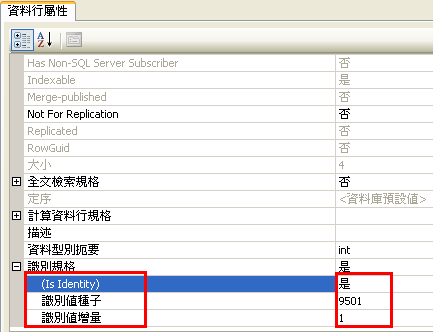 資料行屬性
Has Non-SQL Server Subscriber 否
Indexable 是
Merge-published 否
Not For Replication 否
Replicated 否
RowGuid 否
大小 4
全文檢索規格 否
定序 <資料庫預設值>
計算資料行規格
描述
資料型別扼要 int
識別規格 是
(Is Identity) 是
識別值種子 9501
識別值增量 1